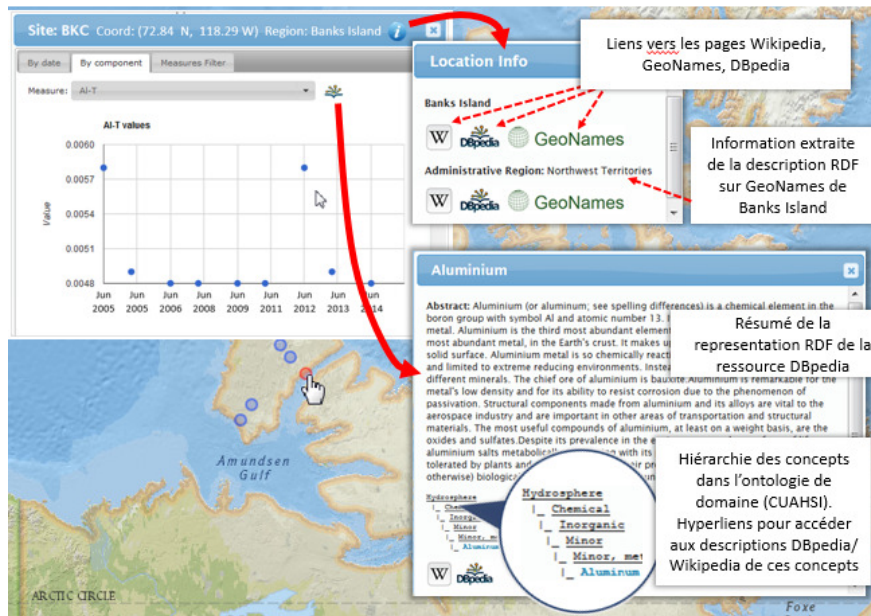 Site: BKC Coord: (72.84 N, 118.29 W) Region: Banks Island i
By date By component Measures Filter
Measure: Al-T
Al-T values
Value
0.0060
0.0057
0.0054
0.0051
0.0048
Jun 2005 Jun 2005 Jun 2006 Jun 2008 Jun 2009 Jun 2011 Jun 2012 Jun 2013 Jun 2014
Location Info
Banks Island
W DBpedia GeoNames
Administrative Region: Northwest Territories
W DBpedia GeoNames
Liens vers les pages Wikipedia,
GeoNames, DBpedia
Information extraite
de la description RDF
sur GeoNames de
Banks Island
Aluminium
Abstract: Aluminium (or aluminum; see spelling differences) is a chemical element in the
boron group with symbol Al and atomic number 13.
metal. Aluminium is the third most abundant element
most abundant metal, in the Earth's crust. It makes
solid surface. Aluminium metal is so chemically
and limited to extreme reducing environments.
different minerals. The chief ore of aluminium is bauxite.Aluminium is remarkable for the
metal's low density and for its ability to resist corrosion due to the phenomenon of
passivation. Structural components made from aluminium and its alloys are vital to the
aerospace industry and are important in other areas of transportation and structural
materials. The most useful compounds of aluminium, at least on a weight basis, are the
oxides and sulfates.Despite its prevalence in the
aluminium salts with its
tolerated by plants and
otherwise)
Résumé de la
representation RDF de la
ressource DBpedia
Hydrosphere
Minor
Aluminum
W DBpedia
Hydrosphere
|_ Chemical
|_ Inorganic
|_ Minor
|_ Minor, met
|_ Aluminum
Hiérarchie des concepts
dans l'ontologie de
domaine (CUAHSI).
Hyperliens pour accéder
aux descriptions DBpedia/
Wikipedia de ces concepts
Amundsen
Gulf
ARCTIC CIRCLE
Foxe